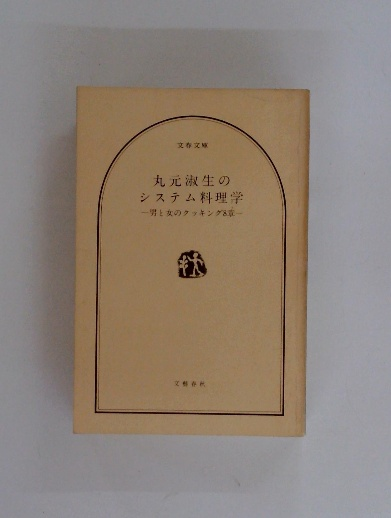 文春文庫
丸元淑生の
システム料理学
―男と女のクッキング8章―
文藝春秋